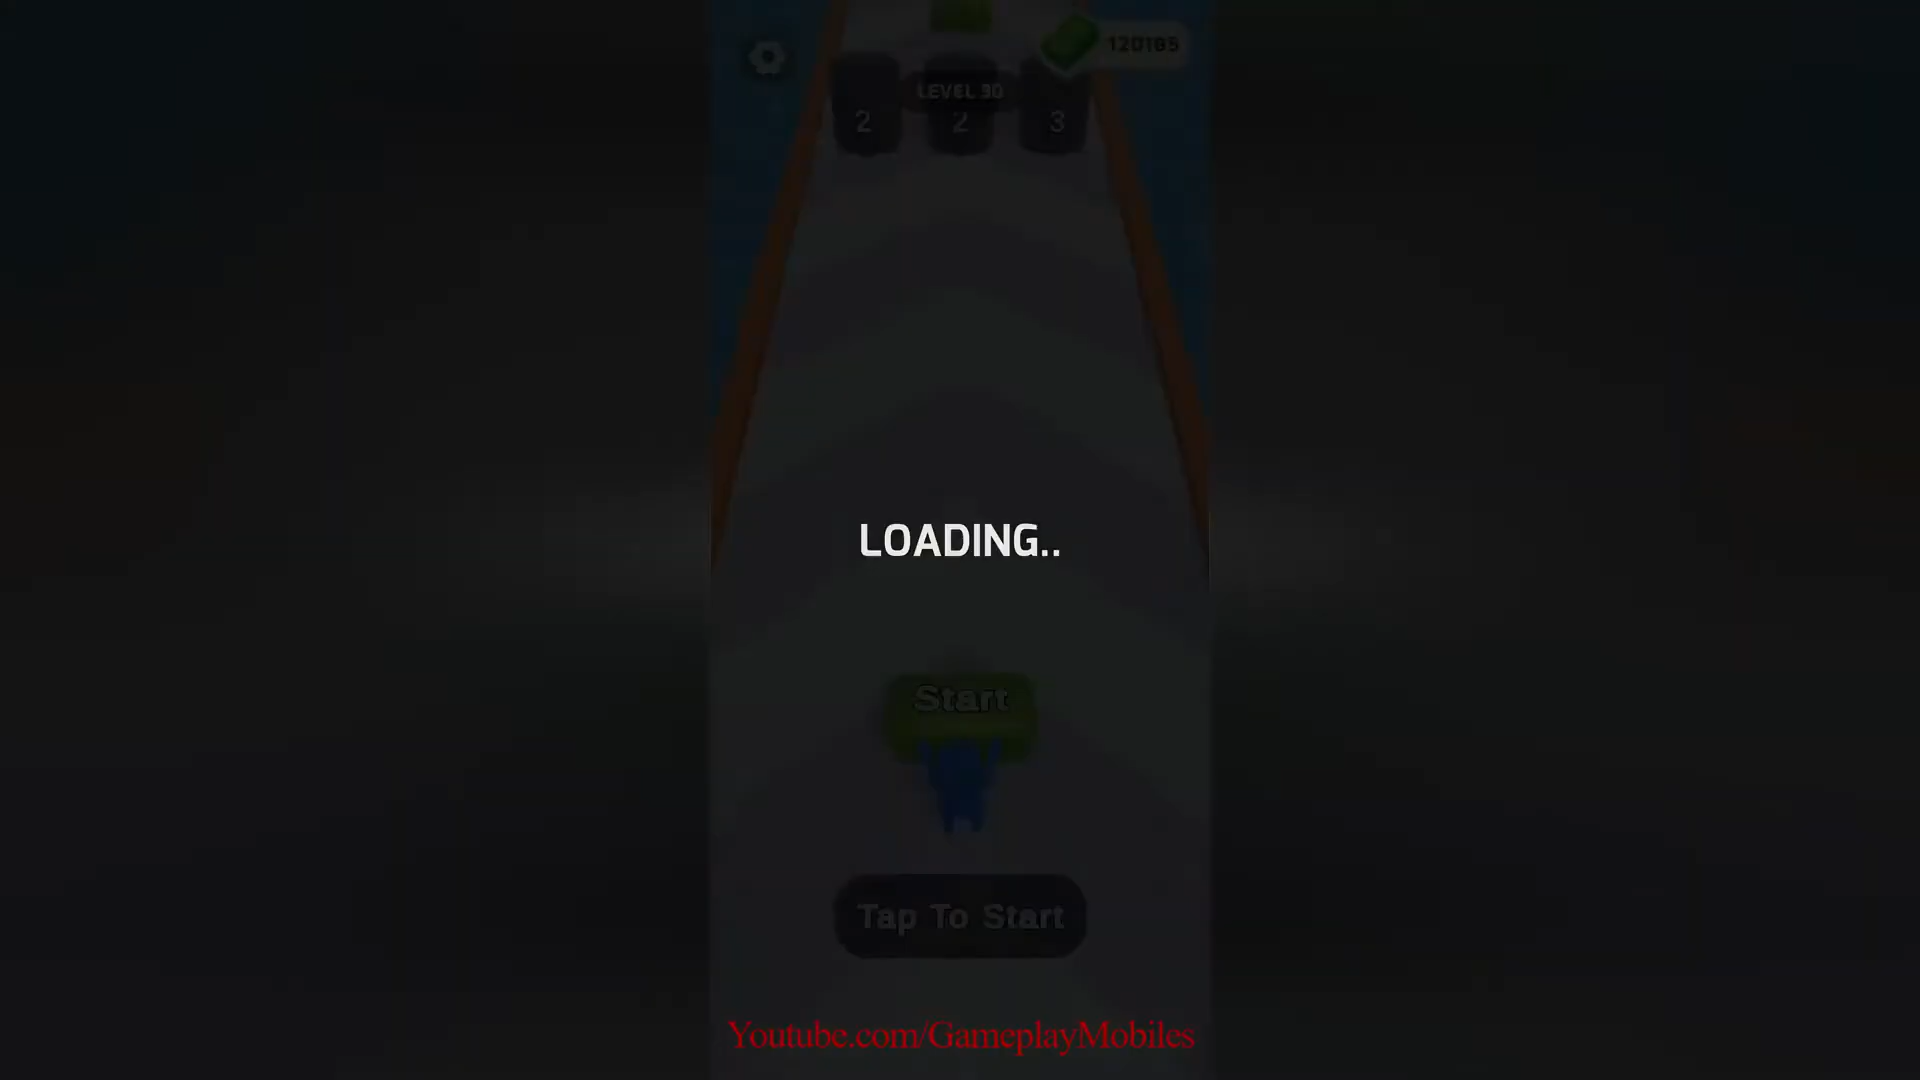 120185
LEVEL 30
2 2 3
LOADING..
Start
Tap To Start
Youtube.com/GameplayMobiles